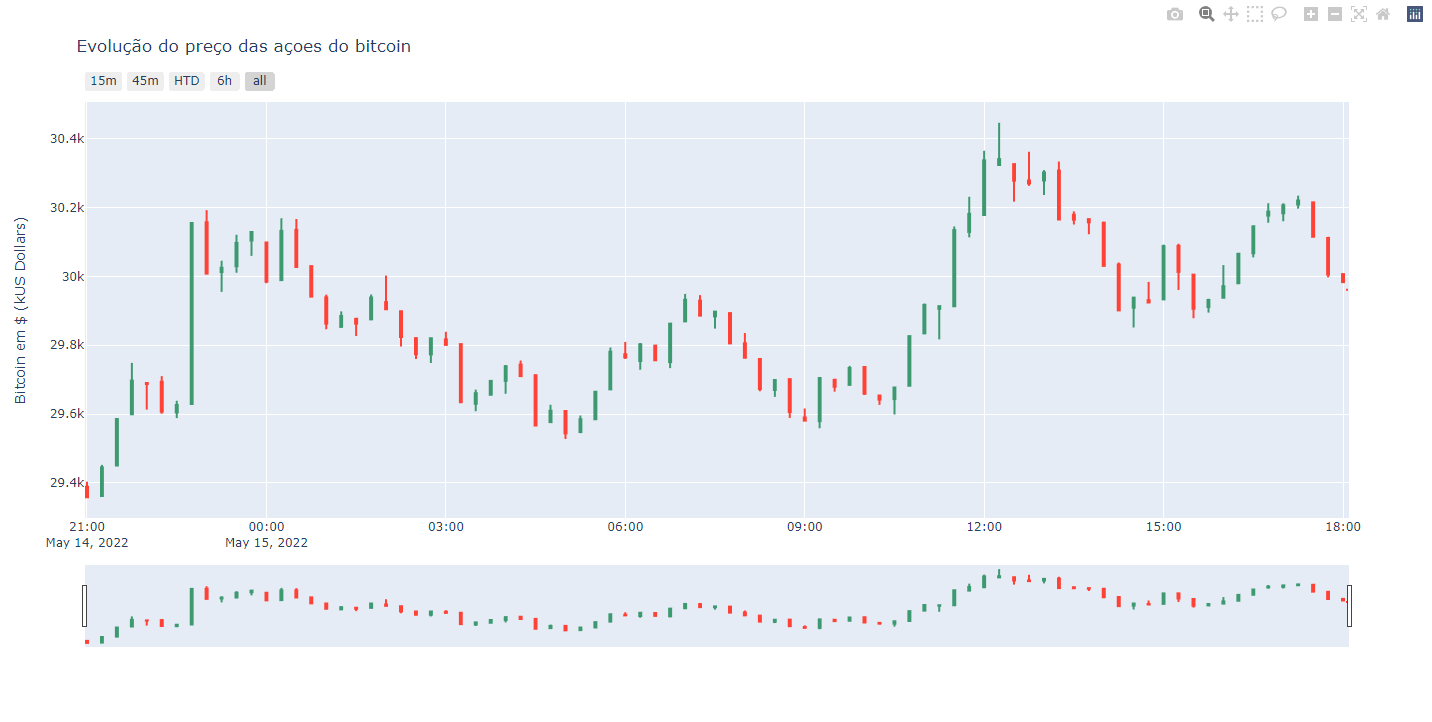 Evolução do preço das açoes do bitcoin
15m 45m HTD 6h all
Bitcoin em $ (kUS Dollars)
30.4k
30.2k
30k
29.8k
29.6k
29.4k
21:00 00:00 03:00 06:00 09:00 12:00 15:00 18:00
May 14, 2022 May 15, 2022